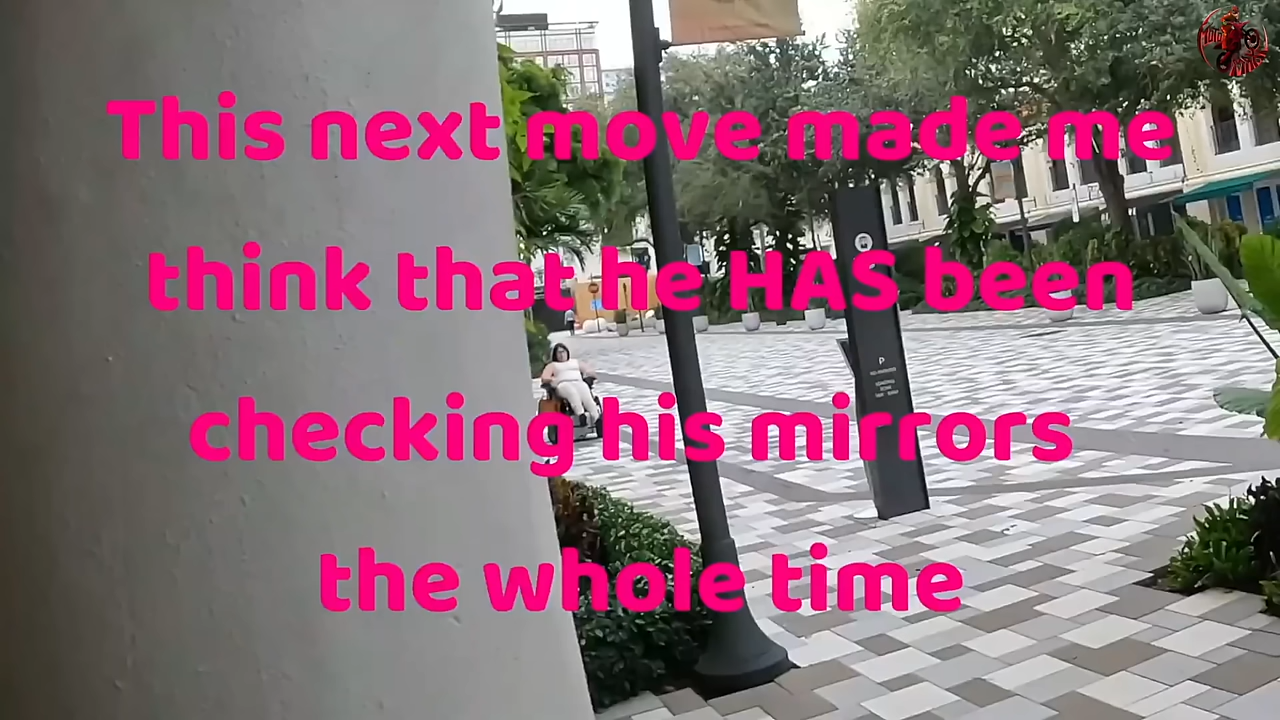 This next move made me
think that he HAS been
checking his mirrors
the whole time
P